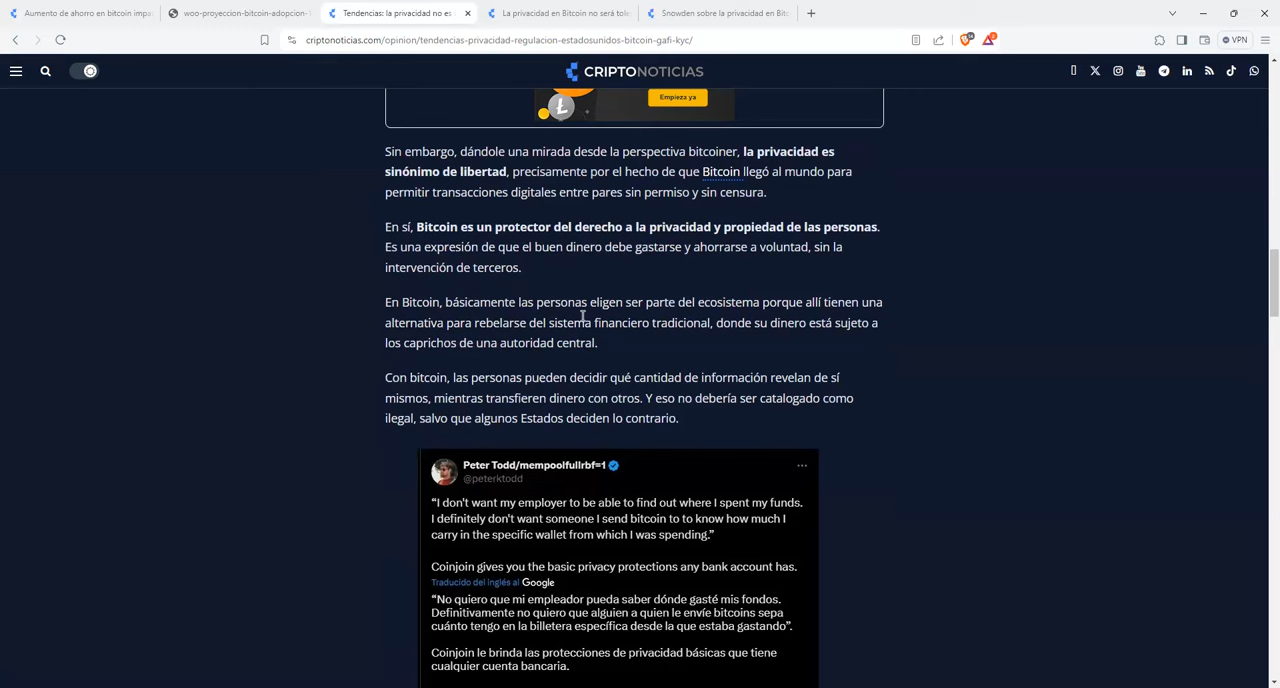 Aumento de ahorro en bitcoin impa
woo-proyeccion-bitcoin-adopcion-1
Tendencias: la privacidad no es
La privacidad en Bitcoin no será tole
Snowden sobre la privacidad en Bitc
criptonoticias.com/opinion/tendencias-privacidad-regulacion-estadosunidos-bitcoin-gafi-kyc/
VPN
CRIPTONOTICIAS
Empieza ya
Sin embargo, dándole una mirada desde la perspectiva bitcoiner, la privacidad es
sinónimo de libertad, precisamente por el hecho de que Bitcoin llegó al mundo para
permitir transacciones digitales entre pares sin permiso y sin censura.
En sí, Bitcoin es un protector del derecho a la privacidad y propiedad de las personas.
Es una expresión de que el buen dinero debe gastarse y ahorrarse a voluntad, sin la
intervención de terceros.
En Bitcoin, básicamente las personas eligen ser parte del ecosistema porque allí tienen una
alternativa para rebelarse del sistema financiero tradicional, donde su dinero está sujeto a
los caprichos de una autoridad central.
Con bitcoin, las personas pueden decidir qué cantidad de información revelan de sí
mismos, mientras transfieren dinero con otros. Y eso no debería ser catalogado como
ilegal, salvo que algunos Estados deciden lo contrario.
Peter Todd/mempoolfullrbf=1
@peterktodd
“I don't want my employer to be able to find out where I spent my funds.
I definitely don't want someone I send bitcoin to to know how much I
carry in the specific wallet from which I was spending.”
Coinjoin gives you the basic privacy protections any bank account has.
Traducido del inglés al Google
“No quiero que mi empleador pueda saber dónde gasté mis fondos.
Definitivamente no quiero que alguien a quien le envíe bitcoins sepa
cuánto tengo en la billetera específica desde la que estaba gastando”.
Coinjoin le brinda las protecciones de privacidad básicas que tiene
cualquier cuenta bancaria.